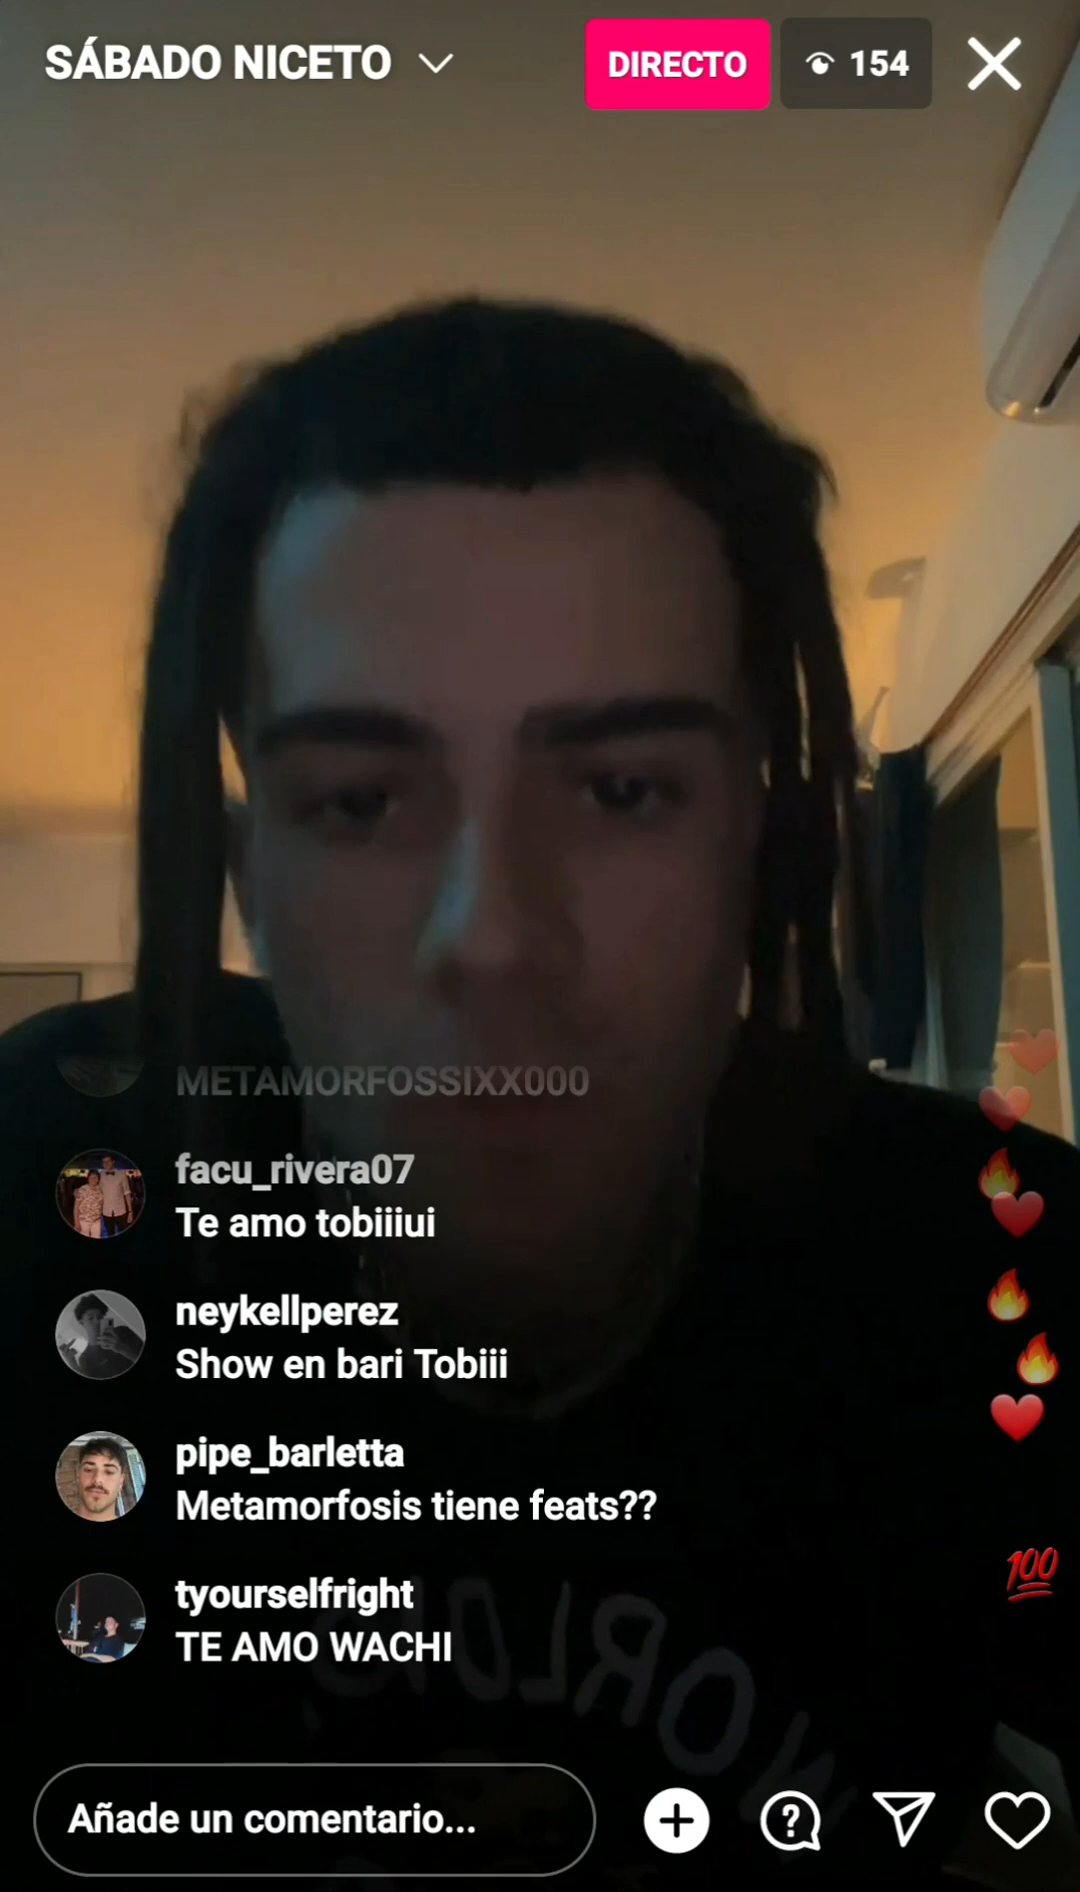 SÁBADO NICETO
DIRECTO
154
METAMORFOSSIXX000
facu_rivera07
Te amo tobiiiui
neykellperez
Show en bari Tobiii
pipe_barletta
Metamorfosis tiene feats??
tyourselfright
TE AMO WACHI
100
Añade un comentario...